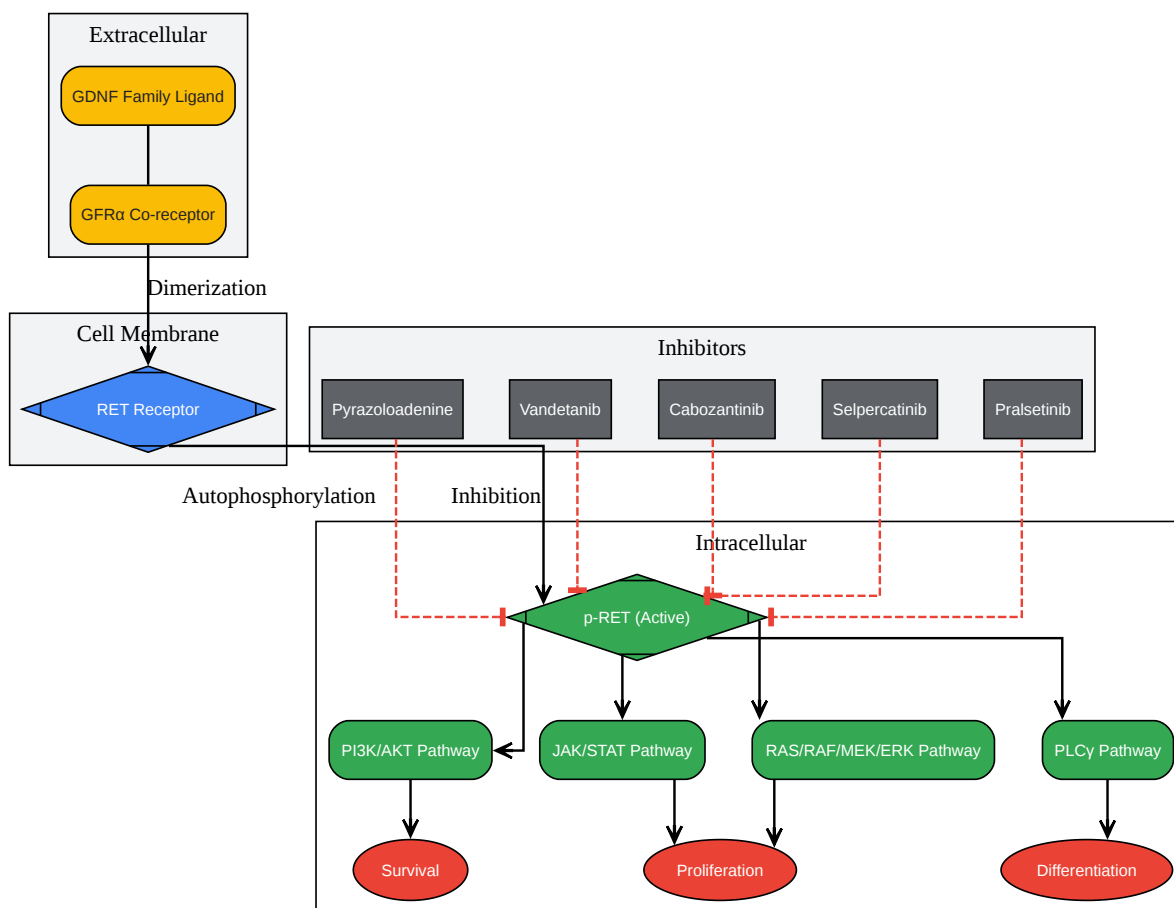 Extracellular
GDNF Family Ligand
GFRα Co-receptor
Dimerization
Cell Membrane
RET Receptor
Inhibitors
Pyrazoloadenine
Vandetanib
Cabozantinib
Selpercatinib
Pralsetinib
Autophosphorylation
Inhibition
Intracellular
p-RET (Active)
PI3K/AKT Pathway
JAK/STAT Pathway
RAS/RAF/MEK/ERK Pathway
PLCγ Pathway
Survival
Proliferation
Differentiation